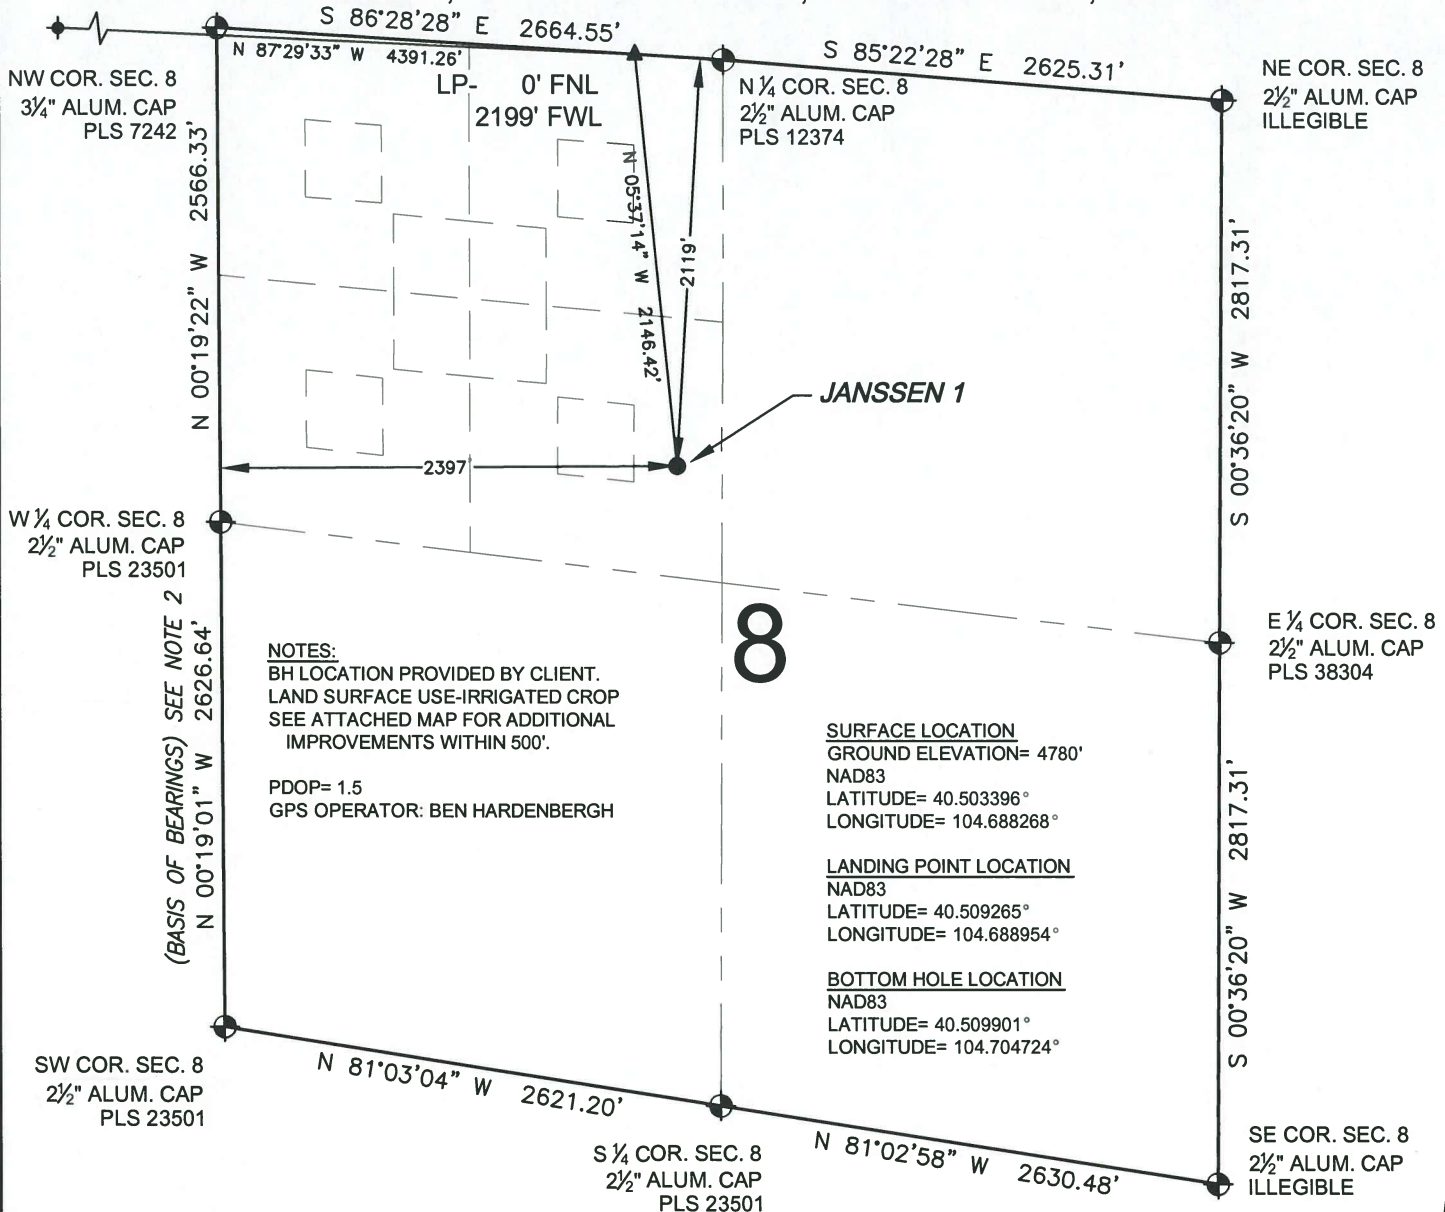 S 86°28'28" E 2664.55'
N 87°29'33" W 4391.26'
LP- 0' FNL
2199' FWL
S 85°22'28" E 2625.31'
NW COR. SEC. 8
3¼" ALUM. CAP
PLS 7242
N ¼ COR. SEC. 8
2½" ALUM. CAP
PLS 12374
NE COR. SEC. 8
2½" ALUM. CAP
ILLEGIBLE
N 00°19'22" W 2566.33'
N 05°37'14" W 2146.42'
2119'
S 00°36'20" W 2817.31'
JANSSEN 1
2397'
W ¼ COR. SEC. 8
2½" ALUM. CAP
PLS 23501
8
E ¼ COR. SEC. 8
2½" ALUM. CAP
PLS 38304
(BASIS OF BEARINGS) SEE NOTE 2
N 00°19'01" W 2626.64'
NOTES:
BH LOCATION PROVIDED BY CLIENT.
LAND SURFACE USE-IRRIGATED CROP
SEE ATTACHED MAP FOR ADDITIONAL
IMPROVEMENTS WITHIN 500'.
PDOP= 1.5
GPS OPERATOR: BEN HARDENBERGH
SURFACE LOCATION
GROUND ELEVATION= 4780'
NAD83
LATITUDE= 40.503396°
LONGITUDE= 104.688268°
LANDING POINT LOCATION
NAD83
LATITUDE= 40.509265°
LONGITUDE= 104.688954°
BOTTOM HOLE LOCATION
NAD83
LATITUDE= 40.509901°
LONGITUDE= 104.704724°
S 00°36'20" W 2817.31'
SW COR. SEC. 8
2½" ALUM. CAP
PLS 23501
N 81°03'04" W 2621.20'
S ¼ COR. SEC. 8
2½" ALUM. CAP
PLS 23501
N 81°02'58" W 2630.48'
SE COR. SEC. 8
2½" ALUM. CAP
ILLEGIBLE